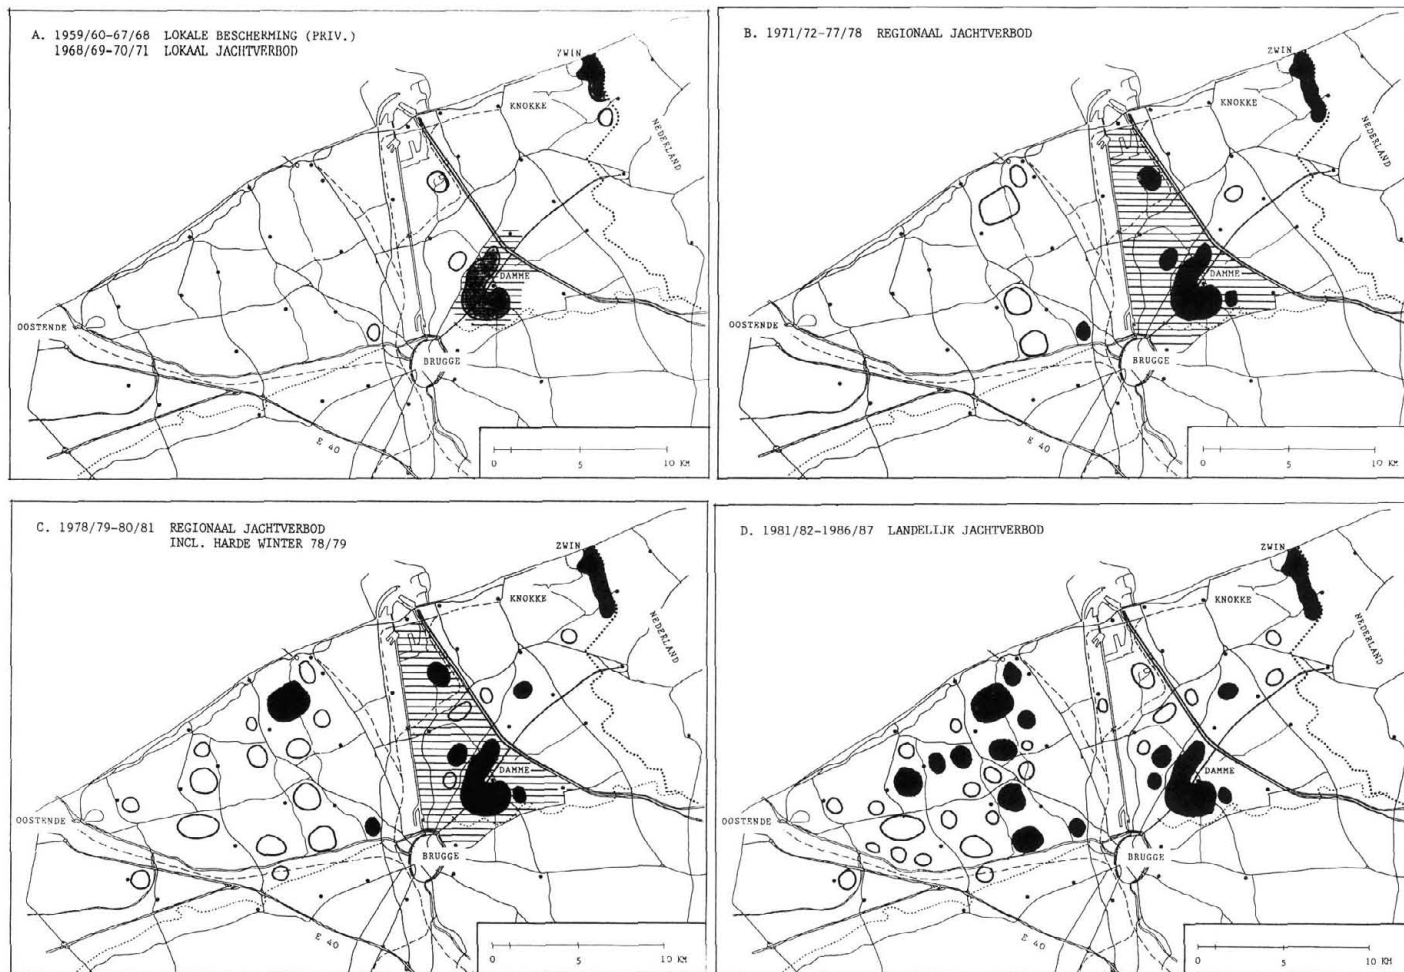 A. 1959/60-67/68 LOKALE BESCHERMING (PRIV.)
1968/69-70/71 LOKAAL JACHTVERBOD
ZWIN
KNOKKE
NEDERLAND
DAMME
OOSTENDE
BRUGGE
E 40
0 5 10 KM
B. 1971/72-77/78 REGIONAAL JACHTVERBOD
ZWIN
KNOKKE
NEDERLAND
DAMME
OOSTENDE
BRUGGE
E 40
0 5 10 KM
C. 1978/79-80/81 REGIONAAL JACHTVERBOD
INCL. HARDE WINTER 78/79
ZWIN
KNOKKE
NEDERLAND
DAMME
OOSTENDE
BRUGGE
E 40
0 5 10 KM
D. 1981/82-1986/87 LANDELIJK JACHTVERBOD
ZWIN
KNOKKE
NEDERLAND
DAMME
OOSTENDE
BRUGGE
E 40
0 5 10 KM